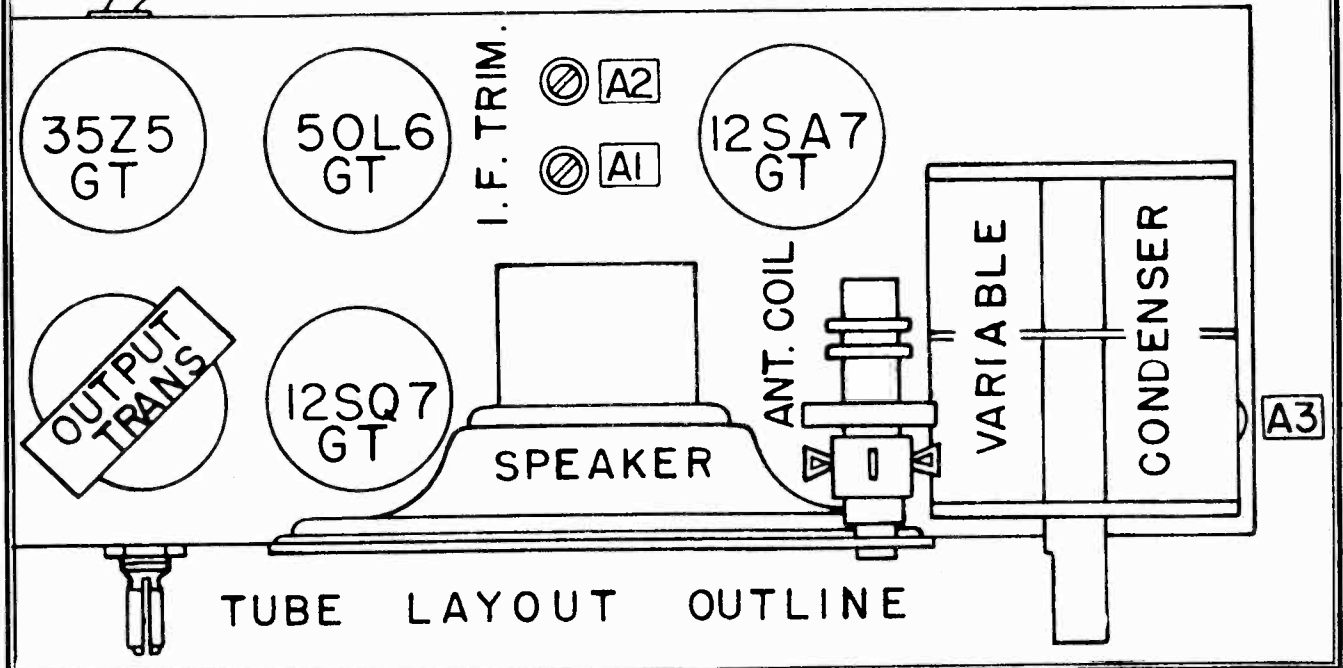 35Z5
GT
50L6
GT
I. F. TRIM.
A2
A1
12SA7
GT
OUTPUT
TRANS
12SQ7
GT
SPEAKER
ANT. COIL
VARIABLE
CONDENSER
A3
TUBE LAYOUT OUTLINE